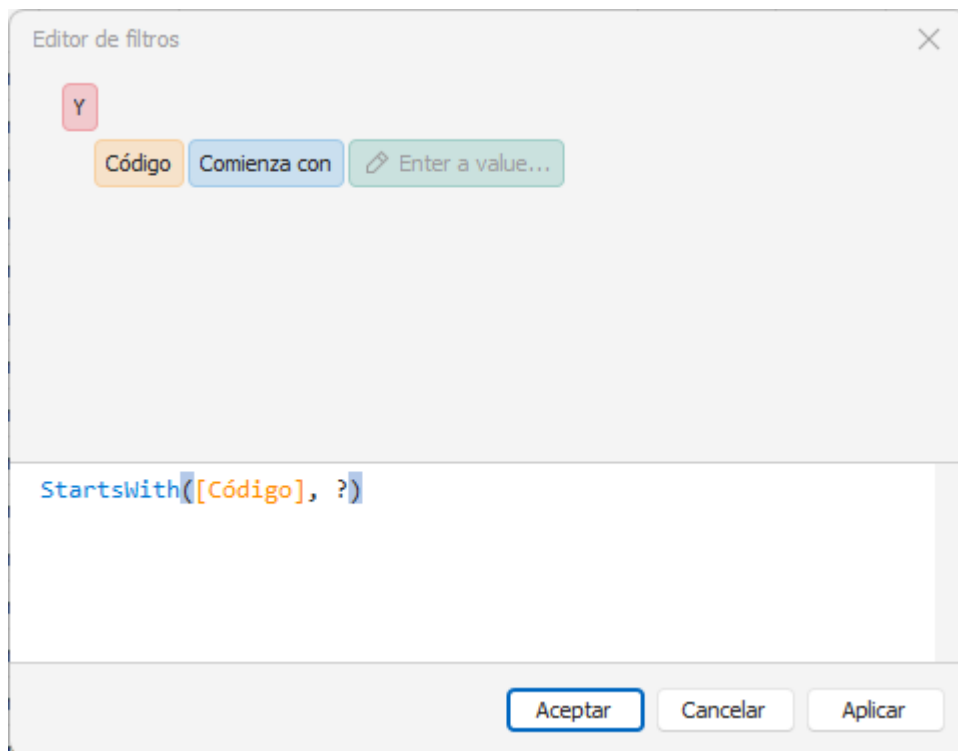 Editor de filtros
Y
Código Comienza con Enter a value...
StartsWith([Código], ?)
Aceptar Cancelar Aplicar